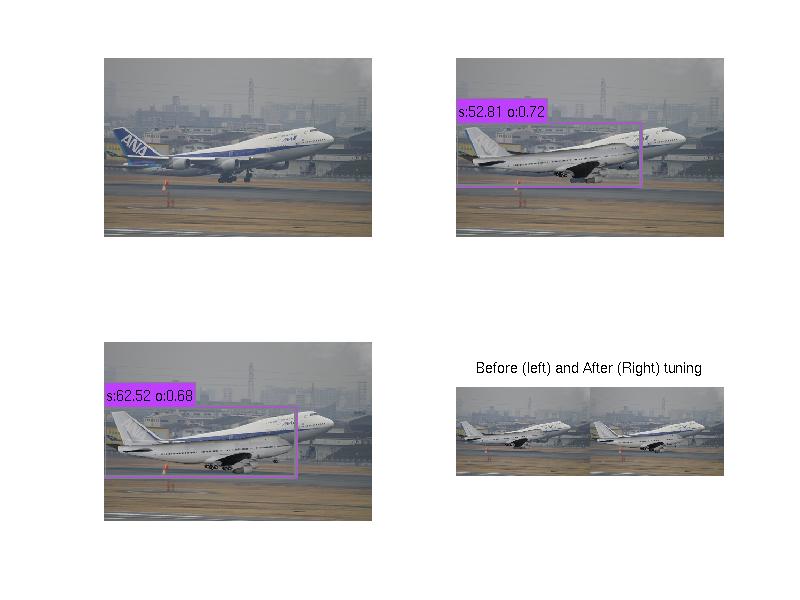 ANA
s:52.81 o:0.72
s:62.52 o:0.68
Before (left) and After (Right) tuning